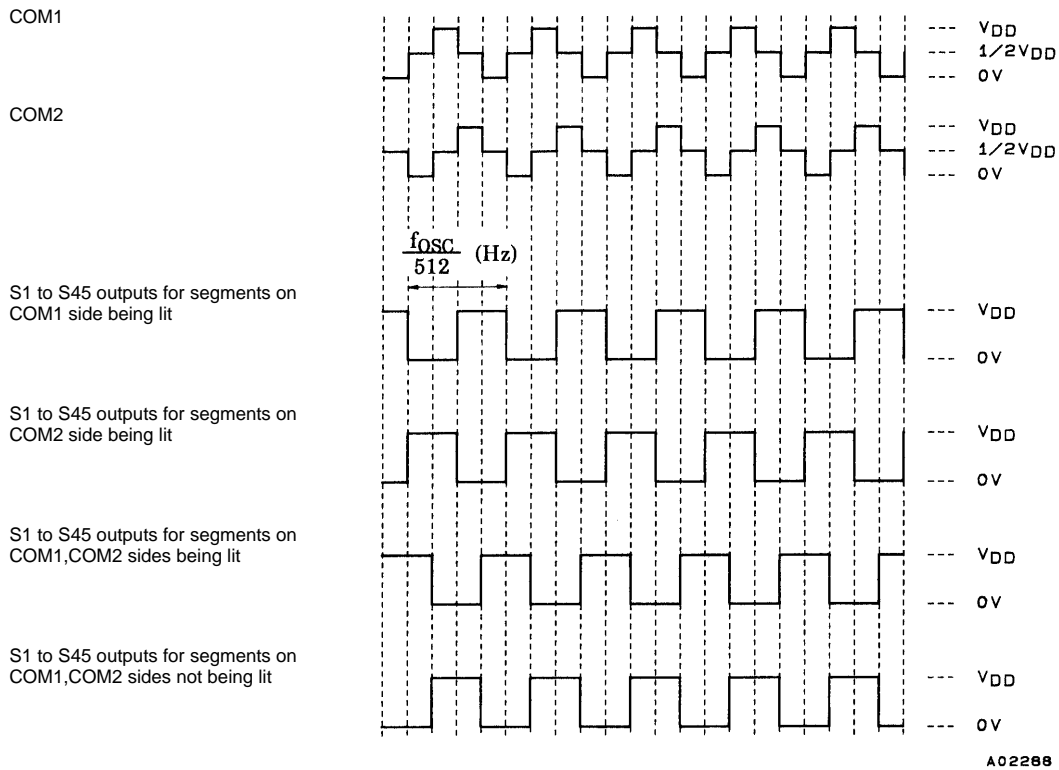 COM1
--- VDD
--- 1/2VDD
--- 0V
COM2
--- VDD
--- 1/2VDD
--- 0V
fOSC
512
(Hz)
S1 to S45 outputs for segments on
COM1 side being lit
--- VDD
--- 0V
S1 to S45 outputs for segments on
COM2 side being lit
--- VDD
--- 0V
S1 to S45 outputs for segments on
COM1,COM2 sides being lit
--- VDD
--- 0V
S1 to S45 outputs for segments on
COM1,COM2 sides not being lit
--- VDD
--- 0V
A02288